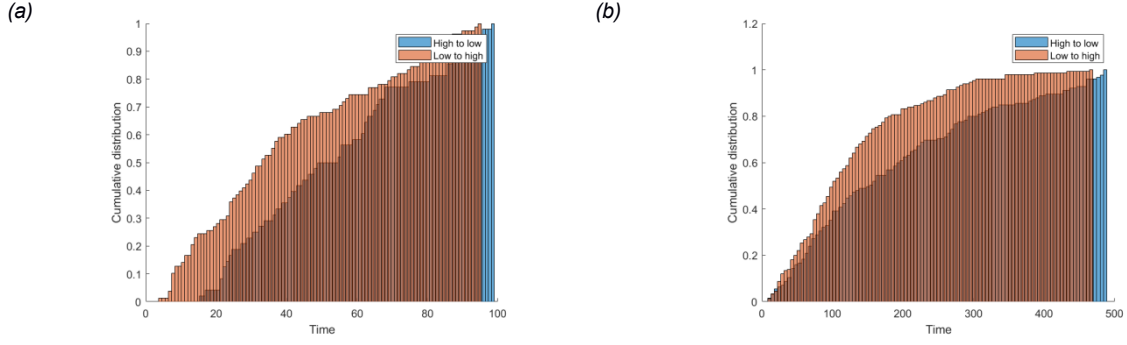 (a)
1
0.9
0.8
0.7
0.6
0.5
0.4
0.3
0.2
0.1
0
Cumulative distribution
High to low
Low to high
0 20 40 60 80 100
Time
(b)
1.2
1
0.8
0.6
0.4
0.2
0
Cumulative distribution
High to low
Low to high
0 100 200 300 400 500
Time